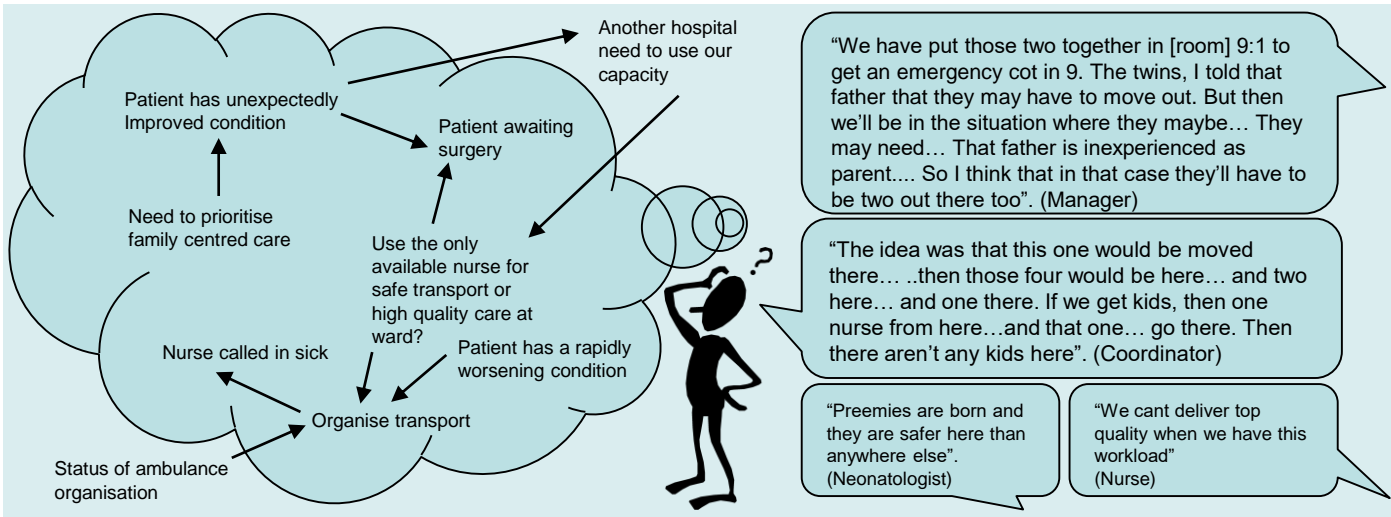 Another hospital
need to use our
capacity
Patient has unexpectedly
Improved condition
Patient awaiting
surgery
Need to prioritise
family centred care
Use the only
available nurse for
safe transport or
high quality care at
ward?
Nurse called in sick
Patient has a rapidly
worsening condition
Organise transport
Status of ambulance
organisation
?
“We have put those two together in [room] 9:1 to
get an emergency cot in 9. The twins, I told that
father that they may have to move out. But then
we’ll be in the situation where they maybe… They
may need… That father is inexperienced as
parent.... So I think that in that case they’ll have to
be two out there too”. (Manager)
“The idea was that this one would be moved
there… ..then those four would be here… and two
here… and one there. If we get kids, then one
nurse from here…and that one… go there. Then
there aren’t any kids here”. (Coordinator)
“Preemies are born and
they are safer here than
anywhere else”.
(Neonatologist)
“We cant deliver top
quality when we have this
workload”
(Nurse)